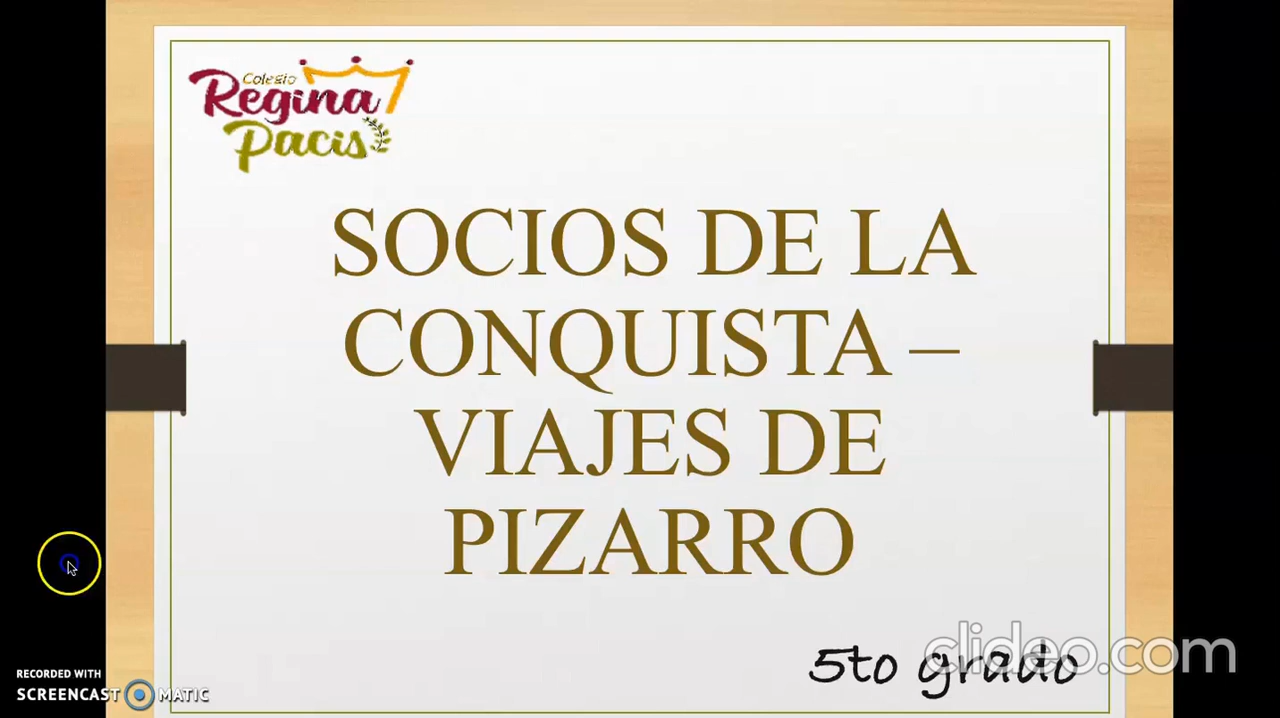 Colegio
Regina
Pacis
SOCIOS DE LA
CONQUISTA –
VIAJES DE
PIZARRO
5to grado
clideo.com
RECORDED WITH
SCREENCAST MATIC